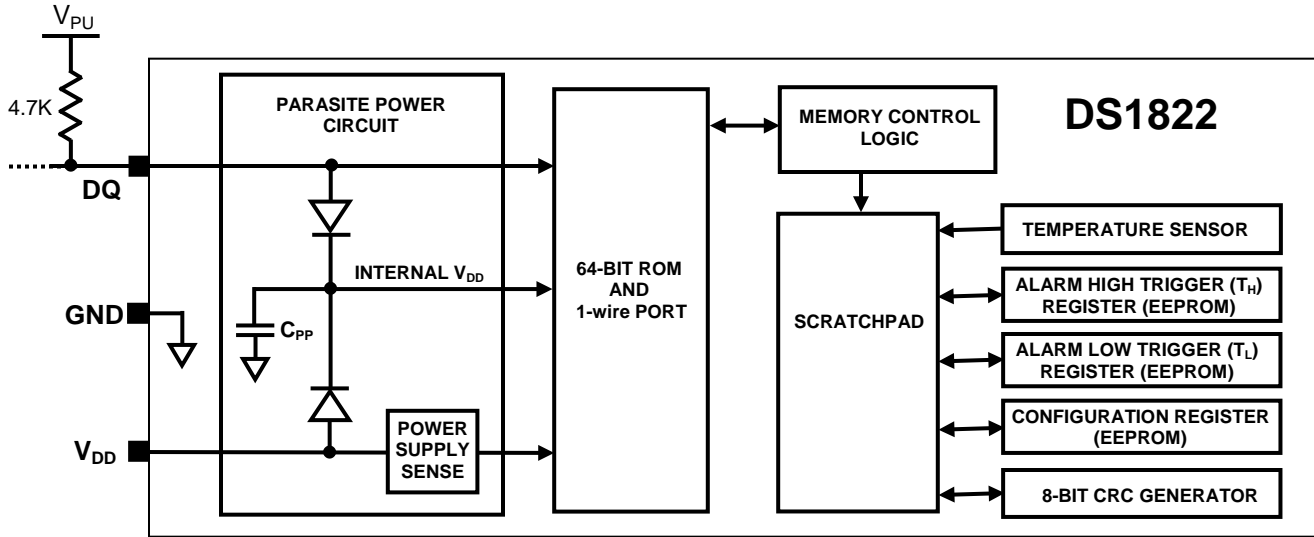 V_PU
4.7K
DQ
GND
V_DD
PARASITE POWER
CIRCUIT
INTERNAL V_DD
C_PP
POWER
SUPPLY
SENSE
64-BIT ROM
AND
1-wire PORT
MEMORY CONTROL
LOGIC
DS1822
SCRATCHPAD
TEMPERATURE SENSOR
ALARM HIGH TRIGGER (T_H)
REGISTER (EEPROM)
ALARM LOW TRIGGER (T_L)
REGISTER (EEPROM)
CONFIGURATION REGISTER
(EEPROM)
8-BIT CRC GENERATOR